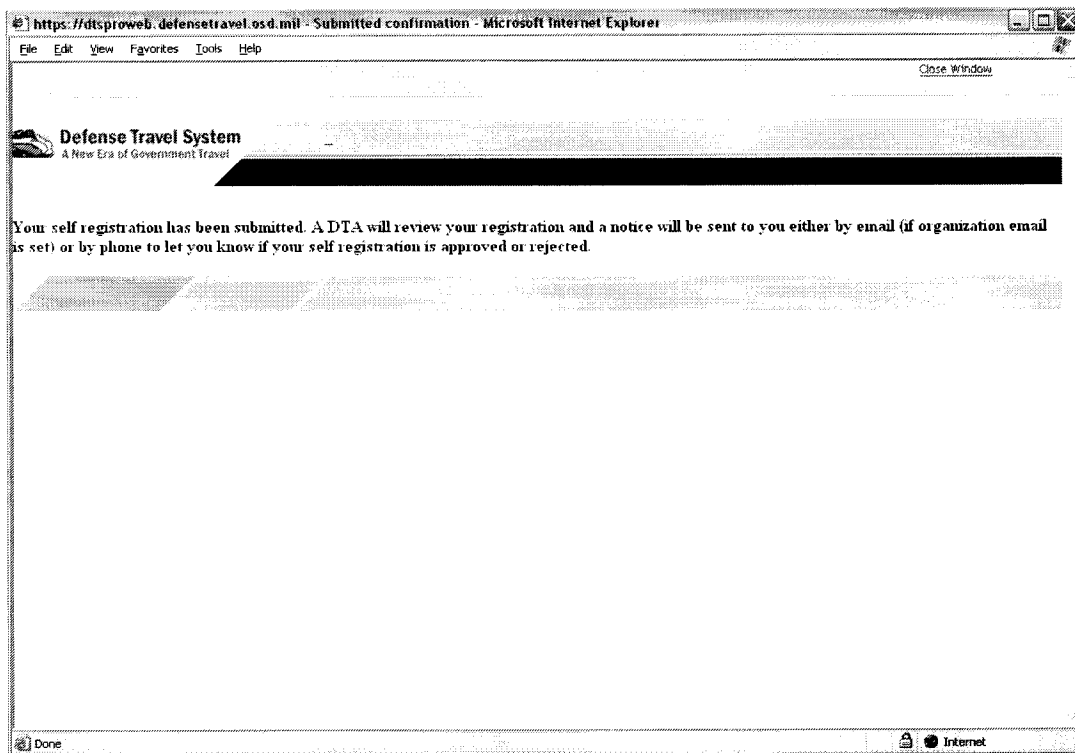 https://dtsproweb.defensetravel.osd.mil - Submitted confirmation - Microsoft Internet Explorer
File Edit View Favorites Tools Help
Close Window
Defense Travel System
A New Era of Government Travel
Your self registration has been submitted. A DTA will review your registration and a notice will be sent to you either by email (if organization email
is set) or by phone to let you know if your self registration is approved or rejected.
Done
Internet